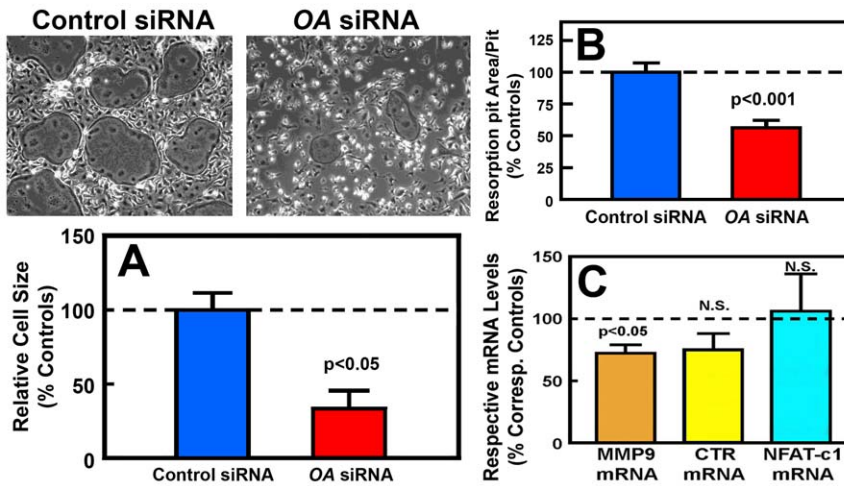 Control siRNA
OA siRNA
A
150
100
50
0
Relative Cell Size
(% Controls)
p<0.05
Control siRNA
OA siRNA
B
125
100
75
50
25
0
Resorption pit Area/Pit
(% Controls)
p<0.001
Control siRNA
OA siRNA
C
150
100
50
0
Respective mRNA Levels
(% Corresp. Controls)
p<0.05
N.S.
N.S.
MMP9
mRNA
CTR
mRNA
NFAT-c1
mRNA